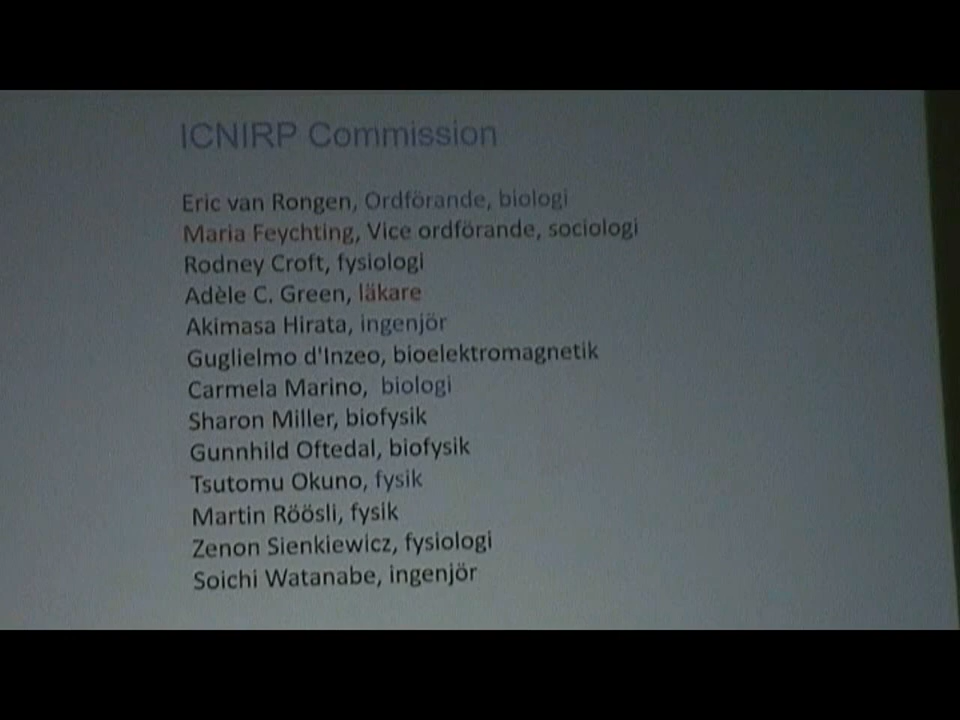 ICNIRP Commission
Eric van Rongen, Ordförande, biologi
Maria Feychting, Vice ordförande, sociologi
Rodney Croft, fysiologi
Adèle C. Green, läkare
Akimasa Hirata, ingenjör
Guglielmo d'Inzeo, bioelektromagnetik
Carmela Marino, biologi
Sharon Miller, biofysik
Gunnhild Oftedal, biofysik
Tsutomu Okuno, fysik
Martin Röösli, fysik
Zenon Sienkiewicz, fysiologi
Soichi Watanabe, ingenjör